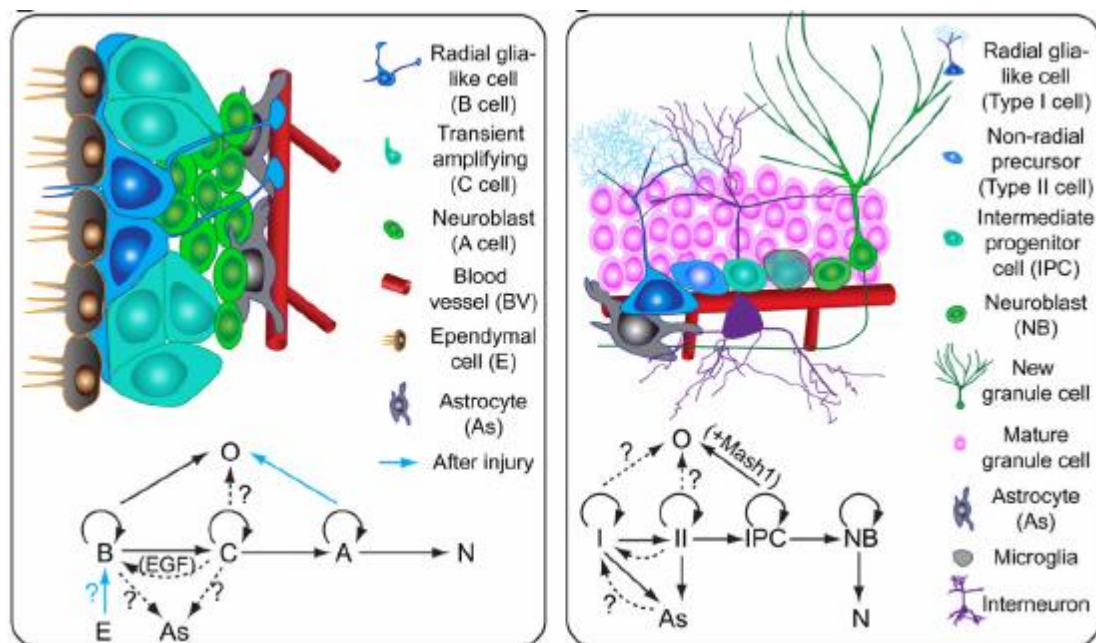 Radial glia-
like cell
(B cell)
Transient
amplifying
(C cell)
Neuroblast
(A cell)
Blood
vessel (BV)
Ependymal
cell (E)
Astrocyte
(As)
After injury
O
?
B
C
A
N
(EGF)
?
?
?
E
As
Radial glia-
like cell
(Type I cell)
Non-radial
precursor
(Type II cell)
Intermediate
progenitor
cell (IPC)
Neuroblast
(NB)
New
granule cell
Mature
granule cell
Astrocyte
(As)
Microglia
Interneuron
O
(+Mash1)
?
?
I
II
IPC
NB
?
As
N